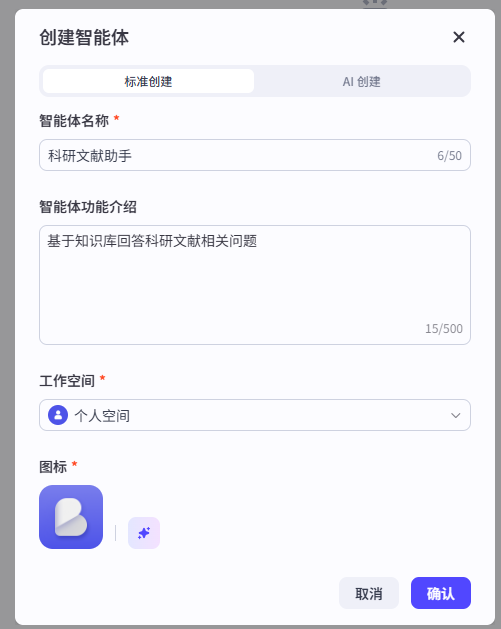 创建智能体
标准创建
AI 创建
智能体名称 *
科研文献助手
6/50
智能体功能介绍
基于知识库回答科研文献相关问题
15/500
工作空间 *
个人空间
图标 *
取消
确认